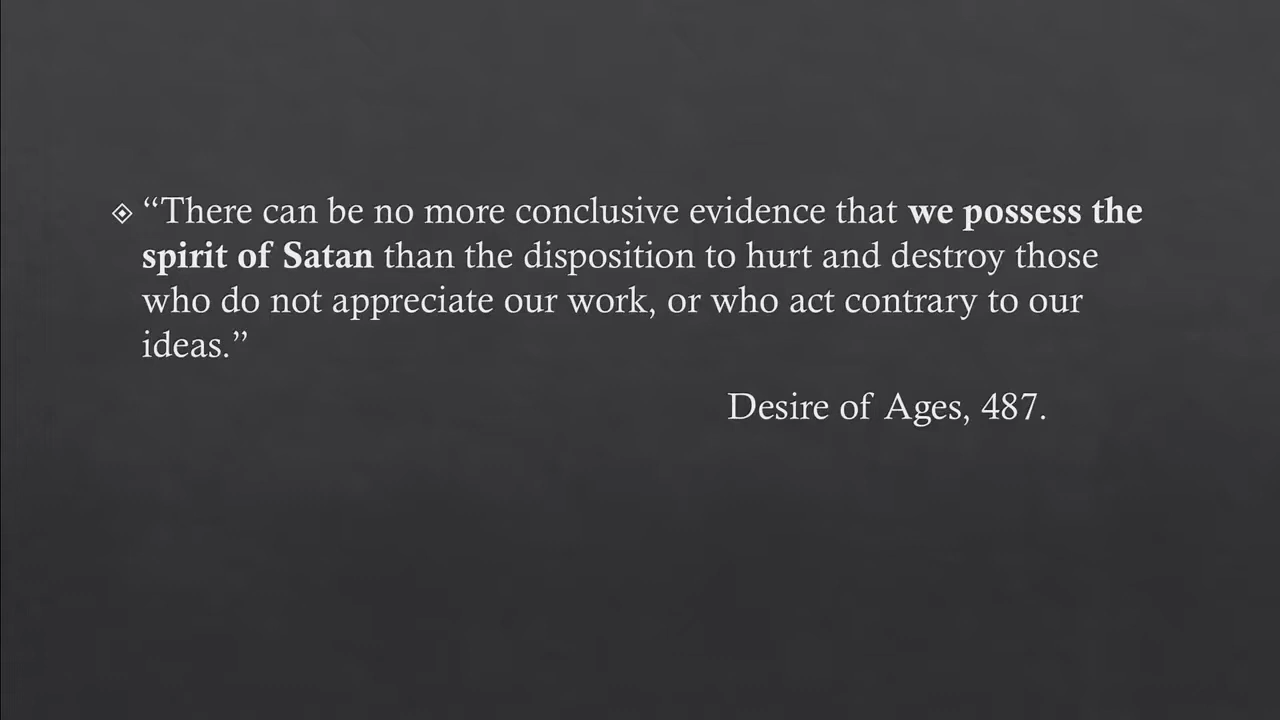 “There can be no more conclusive evidence that we possess the
spirit of Satan than the disposition to hurt and destroy those
who do not appreciate our work, or who act contrary to our
ideas.”
Desire of Ages, 487.